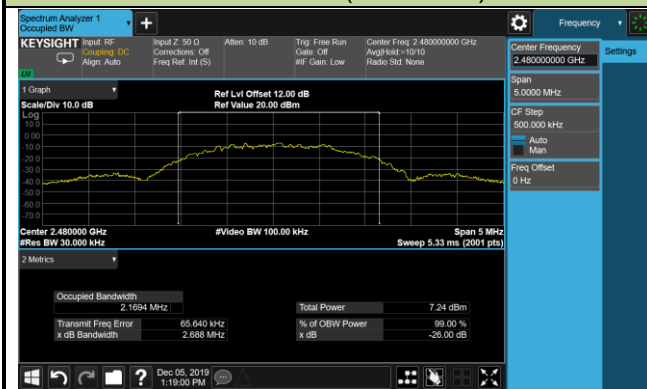 Spectrum Analyzer 1
Occupied BW
+
Frequency
KEYSIGHT
Input: RF
Coupling: DC
Align: Auto
Input Z: 50 Ω
Corrections: Off
Freq Ref: Int (S)
Atten: 10 dB
Trig: Free Run
Gate: Off
#IF Gain: Low
Center Freq: 2.480000000 GHz
Avg|Hold:>10/10
Radio Std: None
Center Frequency
2.480000000 GHz
Settings
Span
5.0000 MHz
CF Step
500.000 kHz
Auto
Man
Freq Offset
0 Hz
1 Graph
Scale/Div 10.0 dB
Ref Lvl Offset 12.00 dB
Ref Value 20.00 dBm
Log
10.0
0.00
-10.0
-20.0
-30.0
-40.0
-50.0
-60.0
-70.0
Center 2.480000 GHz
#Res BW 30.000 kHz
#Video BW 100.00 kHz
Span 5 MHz
Sweep 5.33 ms (2001 pts)
2 Metrics
Occupied Bandwidth
2.1694 MHz
Total Power 7.24 dBm
Transmit Freq Error 65.640 kHz
% of OBW Power 99.00 %
x dB Bandwidth 2.688 MHz
x dB -26.00 dB
?
Dec 05, 2019
1:19:00 PM